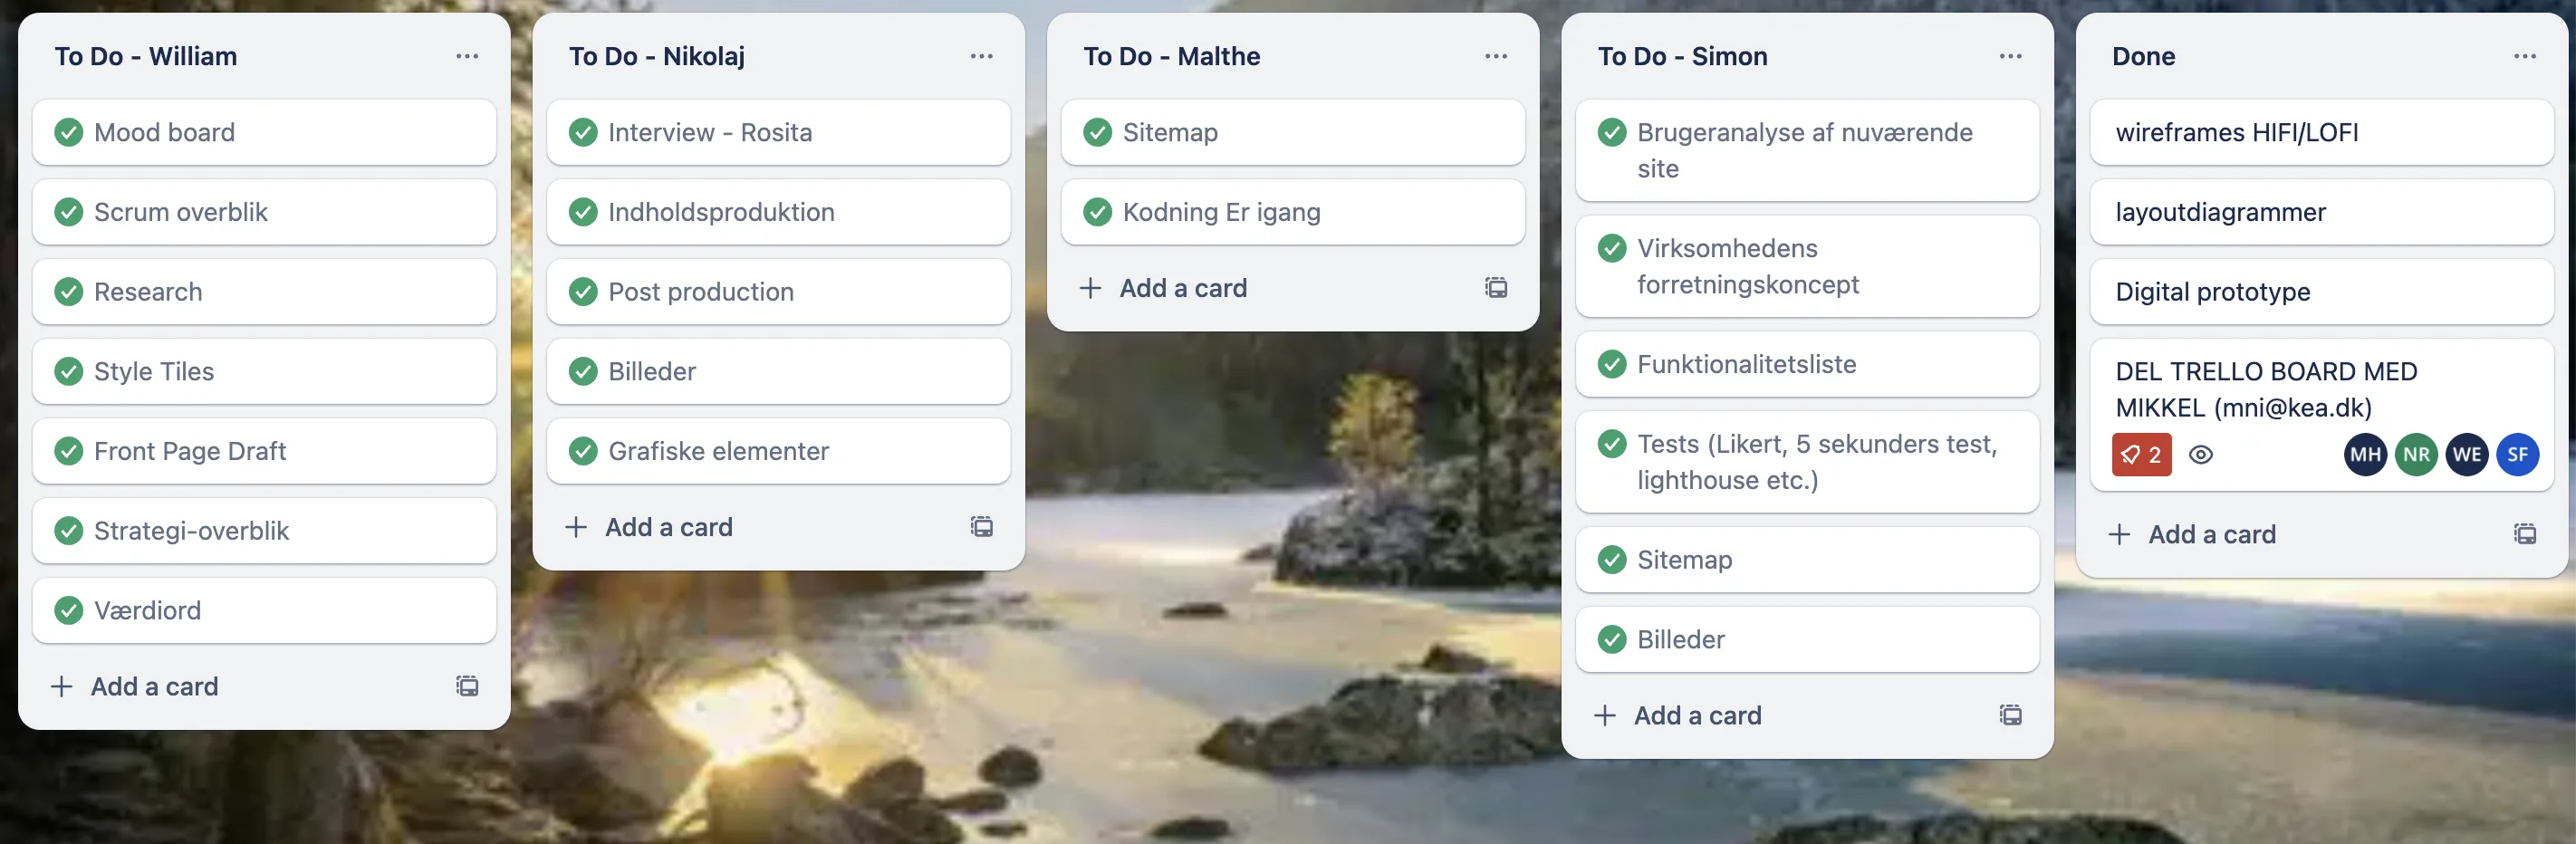 To Do - William
Mood board
Scrum overblik
Research
Style Tiles
Front Page Draft
Strategi-overblik
Værdiord
Add a card
To Do - Nikolaj
Interview - Rosita
Indholdsproduktion
Post production
Billeder
Grafiske elementer
Add a card
To Do - Malthe
Sitemap
Kodning Er igang
Add a card
To Do - Simon
Brugeranalyse af nuværende
site
Virksomhedens
forretningskoncept
Funktionalitetsliste
Tests (Likert, 5 sekunders test,
lighthouse etc.)
Sitemap
Billeder
Add a card
Done
wireframes HIFI/LOFI
layoutdiagrammer
Digital prototype
DEL TRELLO BOARD MED
MIKKEL (mni@kea.dk)
2 MH NR WE SF
Add a card